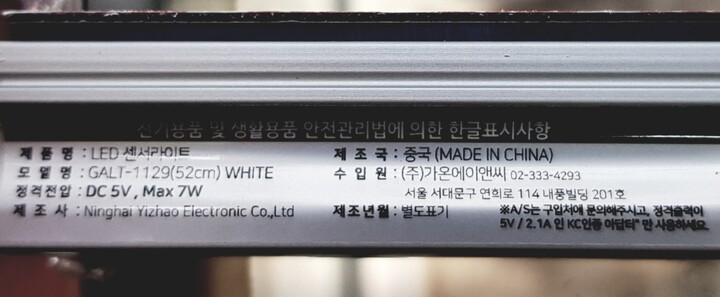 전기용품 및 생활용품 안전관리법에 의한 한글표시사항
제 품 명 : LED 센서라이트
모 델 명 : GALT-1129(52cm) WHITE
정격전압 : DC 5V, Max 7W
제 조 사 : Ninghai Yizhao Electronic Co.,Ltd
제 조 국 : 중국 (MADE IN CHINA)
수 입 원 : (주)가온에이앤씨 02-333-4293
서울 서대문구 연희로 114 내풍빌딩 201호
제조년월 : 별도표기
※A/S는 구입처에 문의해주시고, 정격출력이
5V / 2.1A 인 KC인증 아답터" 만 사용하세요